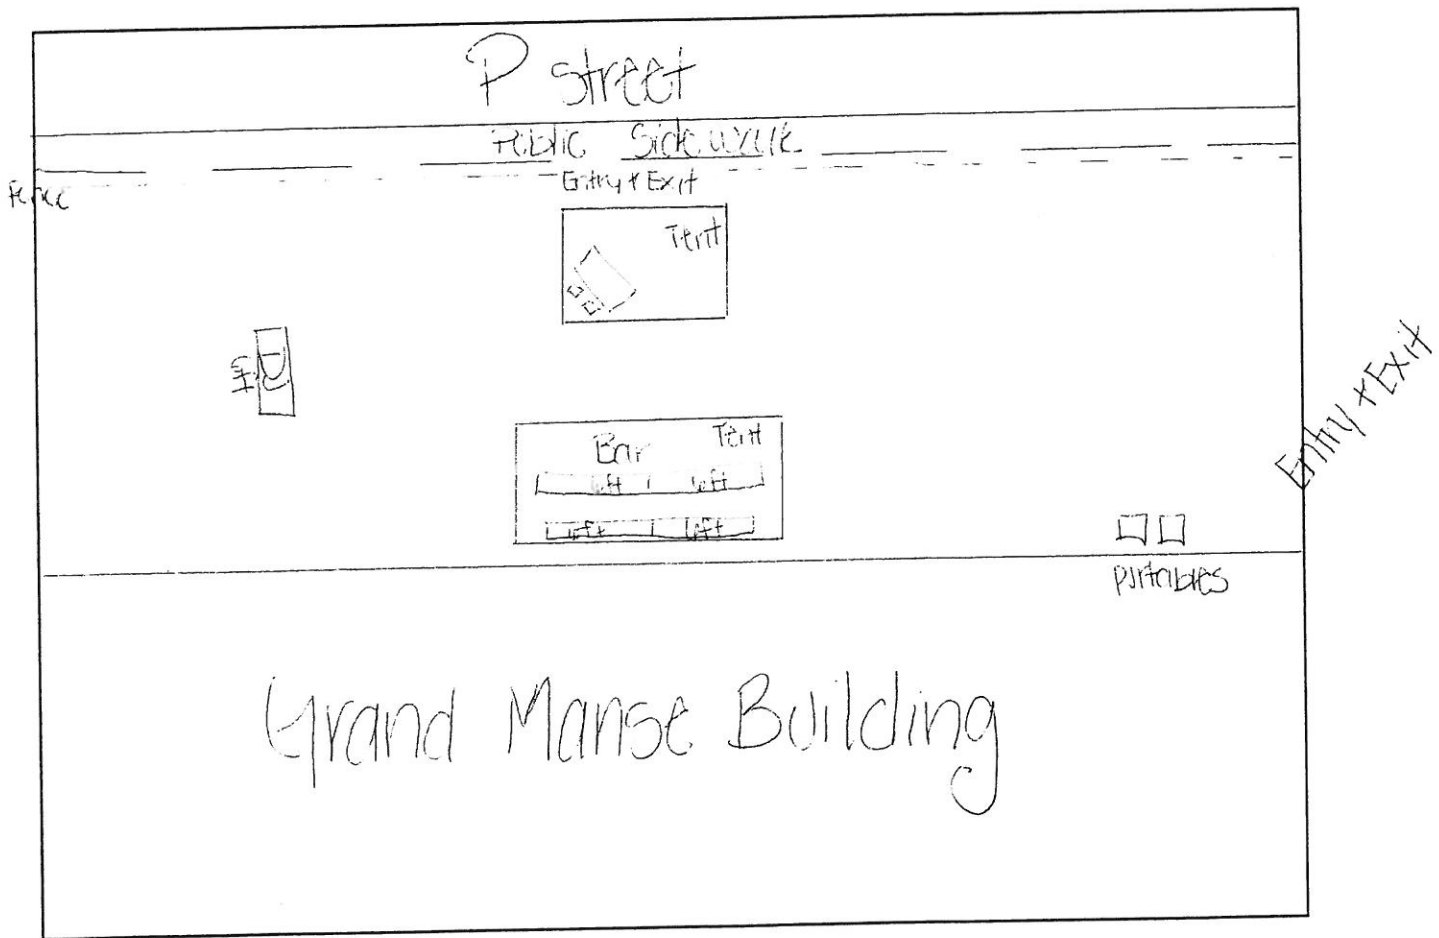 P Street
Public Sidewalk
Fence
Entry + Exit
Tent
DJ
Entry + Exit
Bar
Tent
6ft 6ft
6ft 6ft
portables
Grand Manse Building